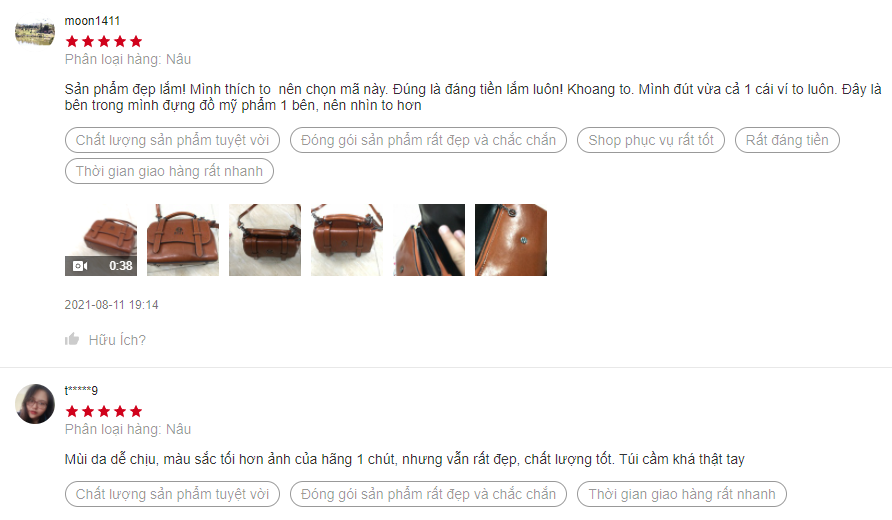 moon1411
Phân loại hàng: Nâu
Sản phẩm đẹp lắm! Mình thích to nên chọn mã này. Đúng là đáng tiền lắm luôn! Khoang to. Mình đút vừa cả 1 cái ví to luôn. Đây là
bên trong mình đựng đồ mỹ phẩm 1 bên, nên nhìn to hơn
Chất lượng sản phẩm tuyệt vời Đóng gói sản phẩm rất đẹp và chắc chắn Shop phục vụ rất tốt Rất đáng tiền
Thời gian giao hàng rất nhanh
0:38
2021-08-11 19:14
Hữu Ích?
t*****9
Phân loại hàng: Nâu
Mùi da dễ chịu, màu sắc tối hơn ảnh của hãng 1 chút, nhưng vẫn rất đẹp, chất lượng tốt. Túi cầm khá thật tay
Chất lượng sản phẩm tuyệt vời Đóng gói sản phẩm rất đẹp và chắc chắn Thời gian giao hàng rất nhanh